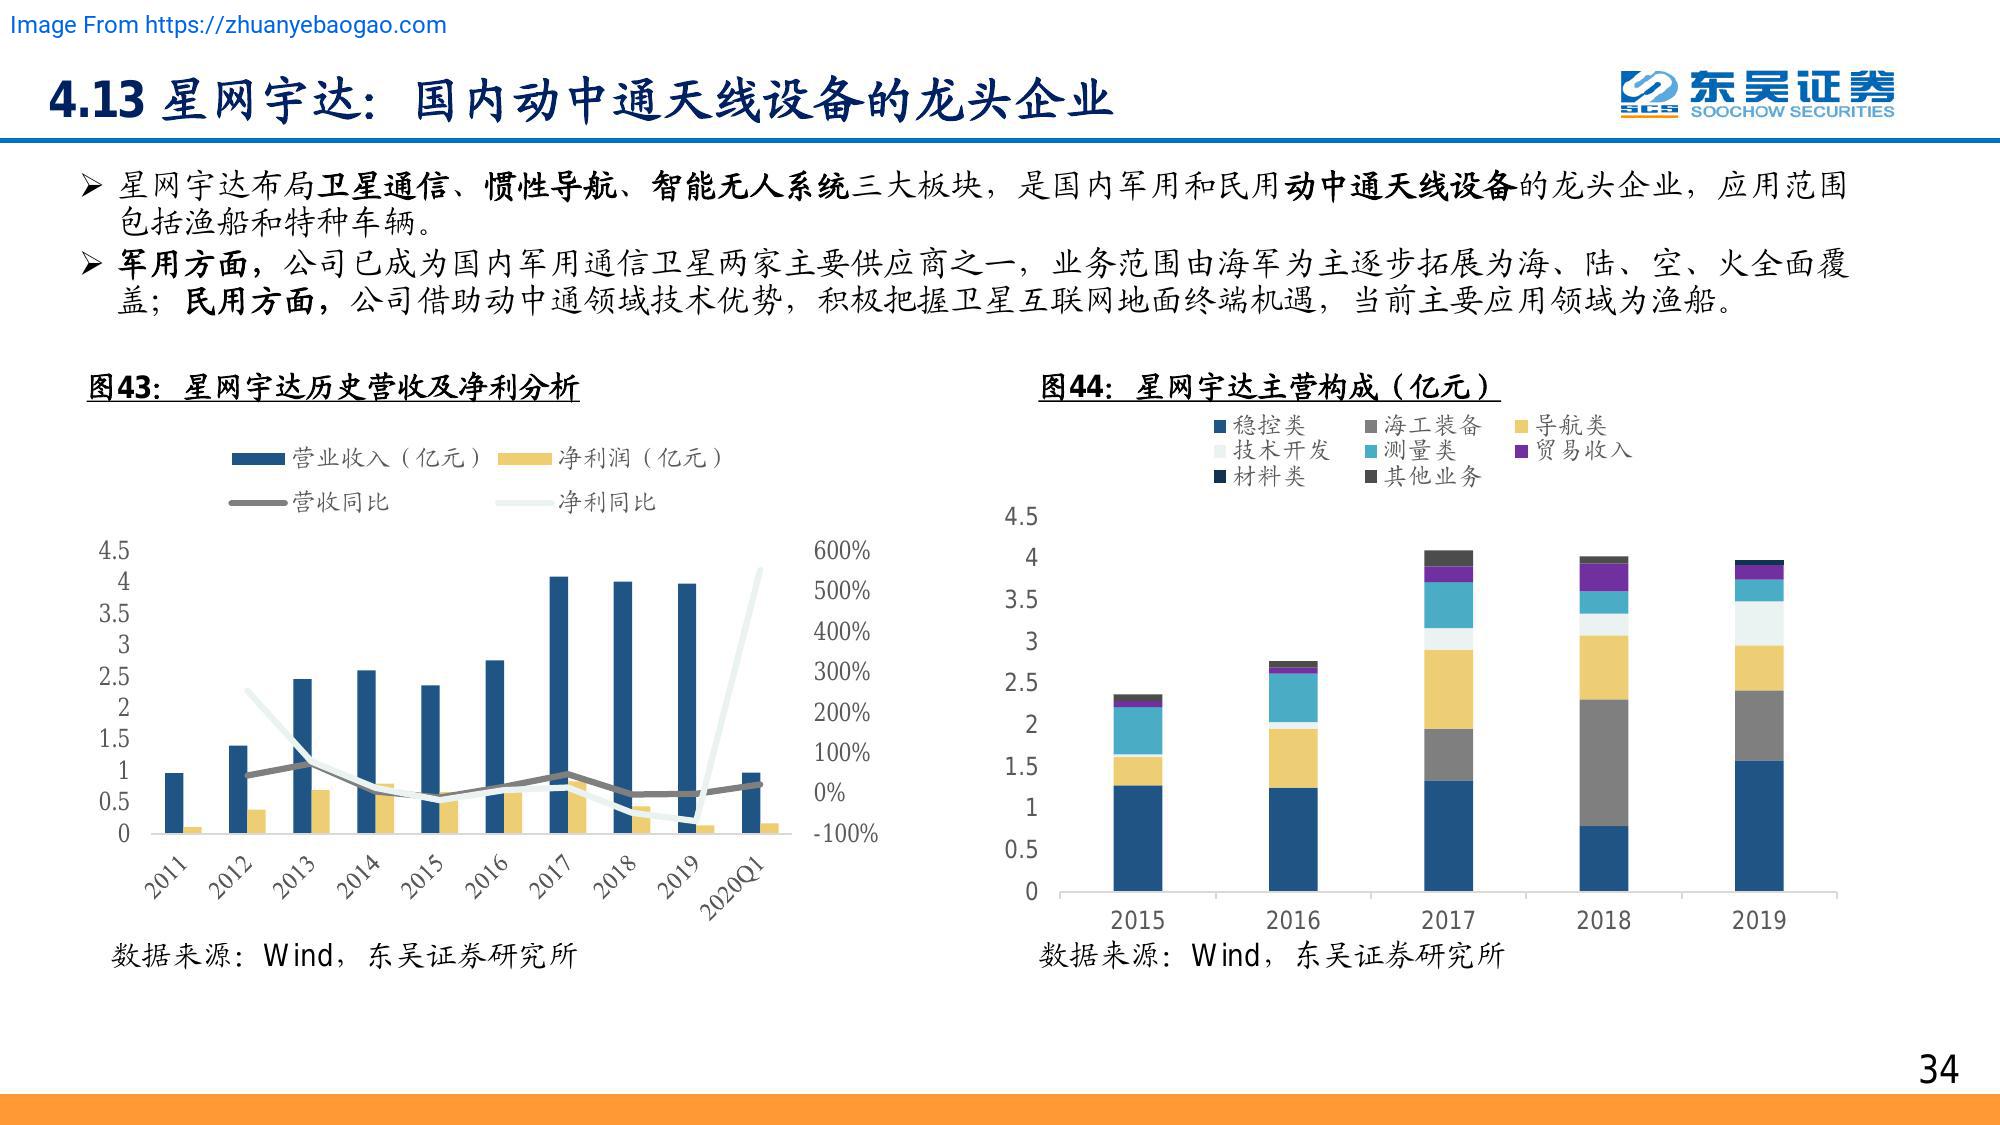 Image From https://zhuanyebaogao.com
4.13 星网宇达：国内动中通天线设备的龙头企业
东吴证券
SCS
SOOCHOW SECURITIES
➢ 星网宇达布局卫星通信、惯性导航、智能无人系统三大板块，是国内军用和民用动中通天线设备的龙头企业，应用范围
包括渔船和特种车辆。
➢ 军用方面，公司已成为国内军用通信卫星两家主要供应商之一，业务范围由海军为主逐步拓展为海、陆、空、火全面覆
盖；民用方面，公司借助动中通领域技术优势，积极把握卫星互联网地面终端机遇，当前主要应用领域为渔船。
图43：星网宇达历史营收及净利分析
营业收入（亿元） 净利润（亿元）
营收同比 净利同比
4.5 600%
4 500%
3.5 400%
3 300%
2.5 200%
2 100%
1.5 0%
1 -100%
0.5
0
2011 2012 2013 2014 2015 2016 2017 2018 2019 2020Q1
数据来源：Wind，东吴证券研究所
图44：星网宇达主营构成（亿元）
稳控类 海工装备 导航类
技术开发 测量类 贸易收入
材料类 其他业务
4.5
4
3.5
3
2.5
2
1.5
1
0.5
0
2015 2016 2017 2018 2019
数据来源：Wind，东吴证券研究所
34